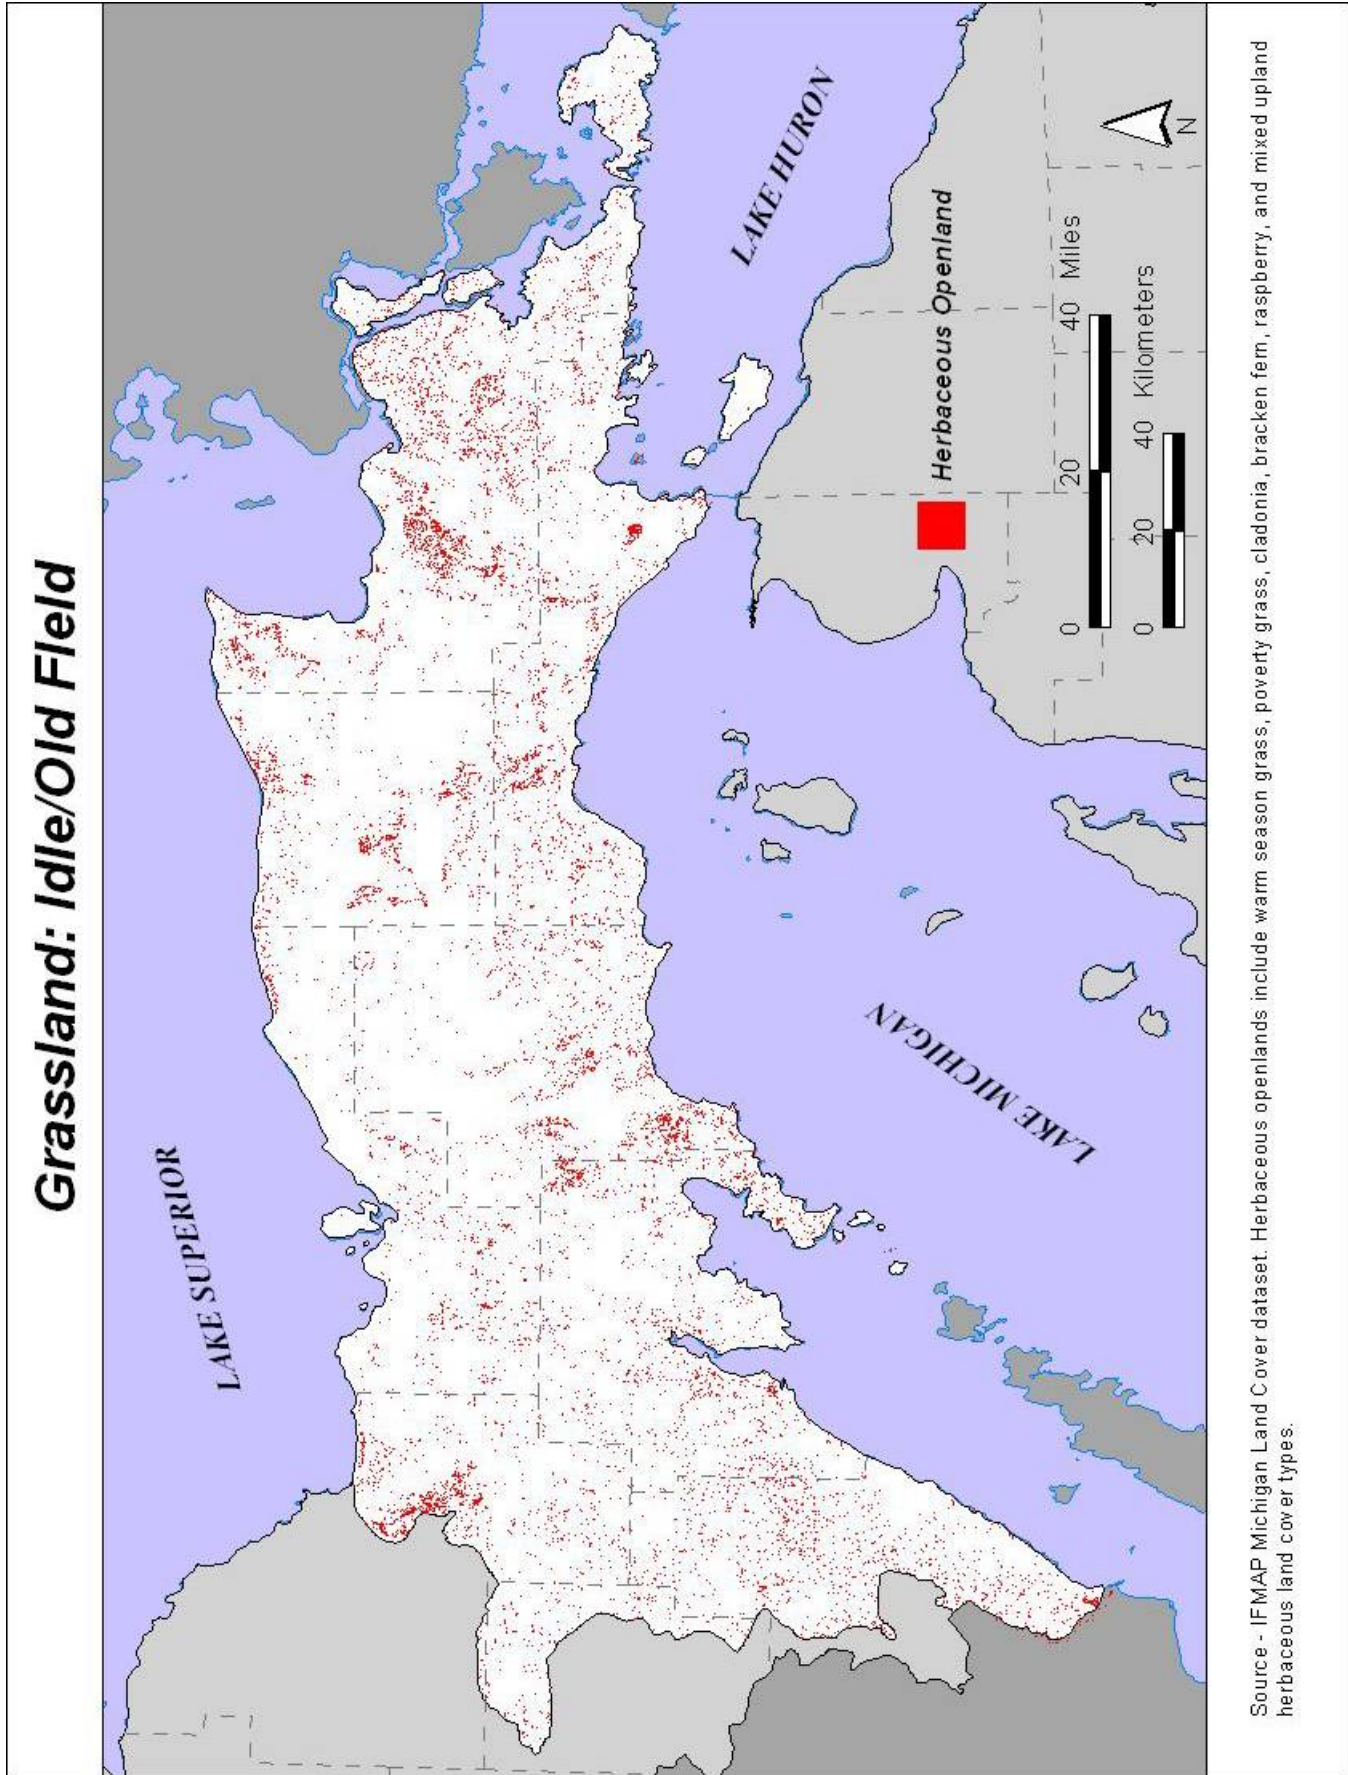 Grassland: Idle/Old Field
LAKE SUPERIOR
LAKE HURON
LAKE MICHIGAN
Herbaceous Openland
0 20 40 Miles
0 20 40 Kilometers
N
Source - IFMAP Michigan Land Cover dataset. Herbaceous openlands include warm season grass, poverty grass, cladonia, bracken fern, raspberry, and mixed upland
herbaceous land cover types.